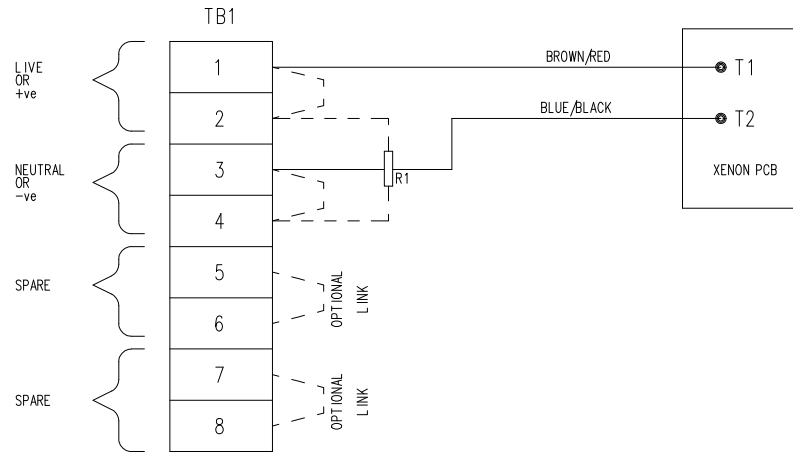 TB1
LIVE
OR
+ve
1
2
BROWN/RED
T1
BLUE/BLACK
T2
XENON PCB
NEUTRAL
OR
-ve
3
4
R1
SPARE
5
6
OPTIONAL
LINK
SPARE
7
8
OPTIONAL
LINK